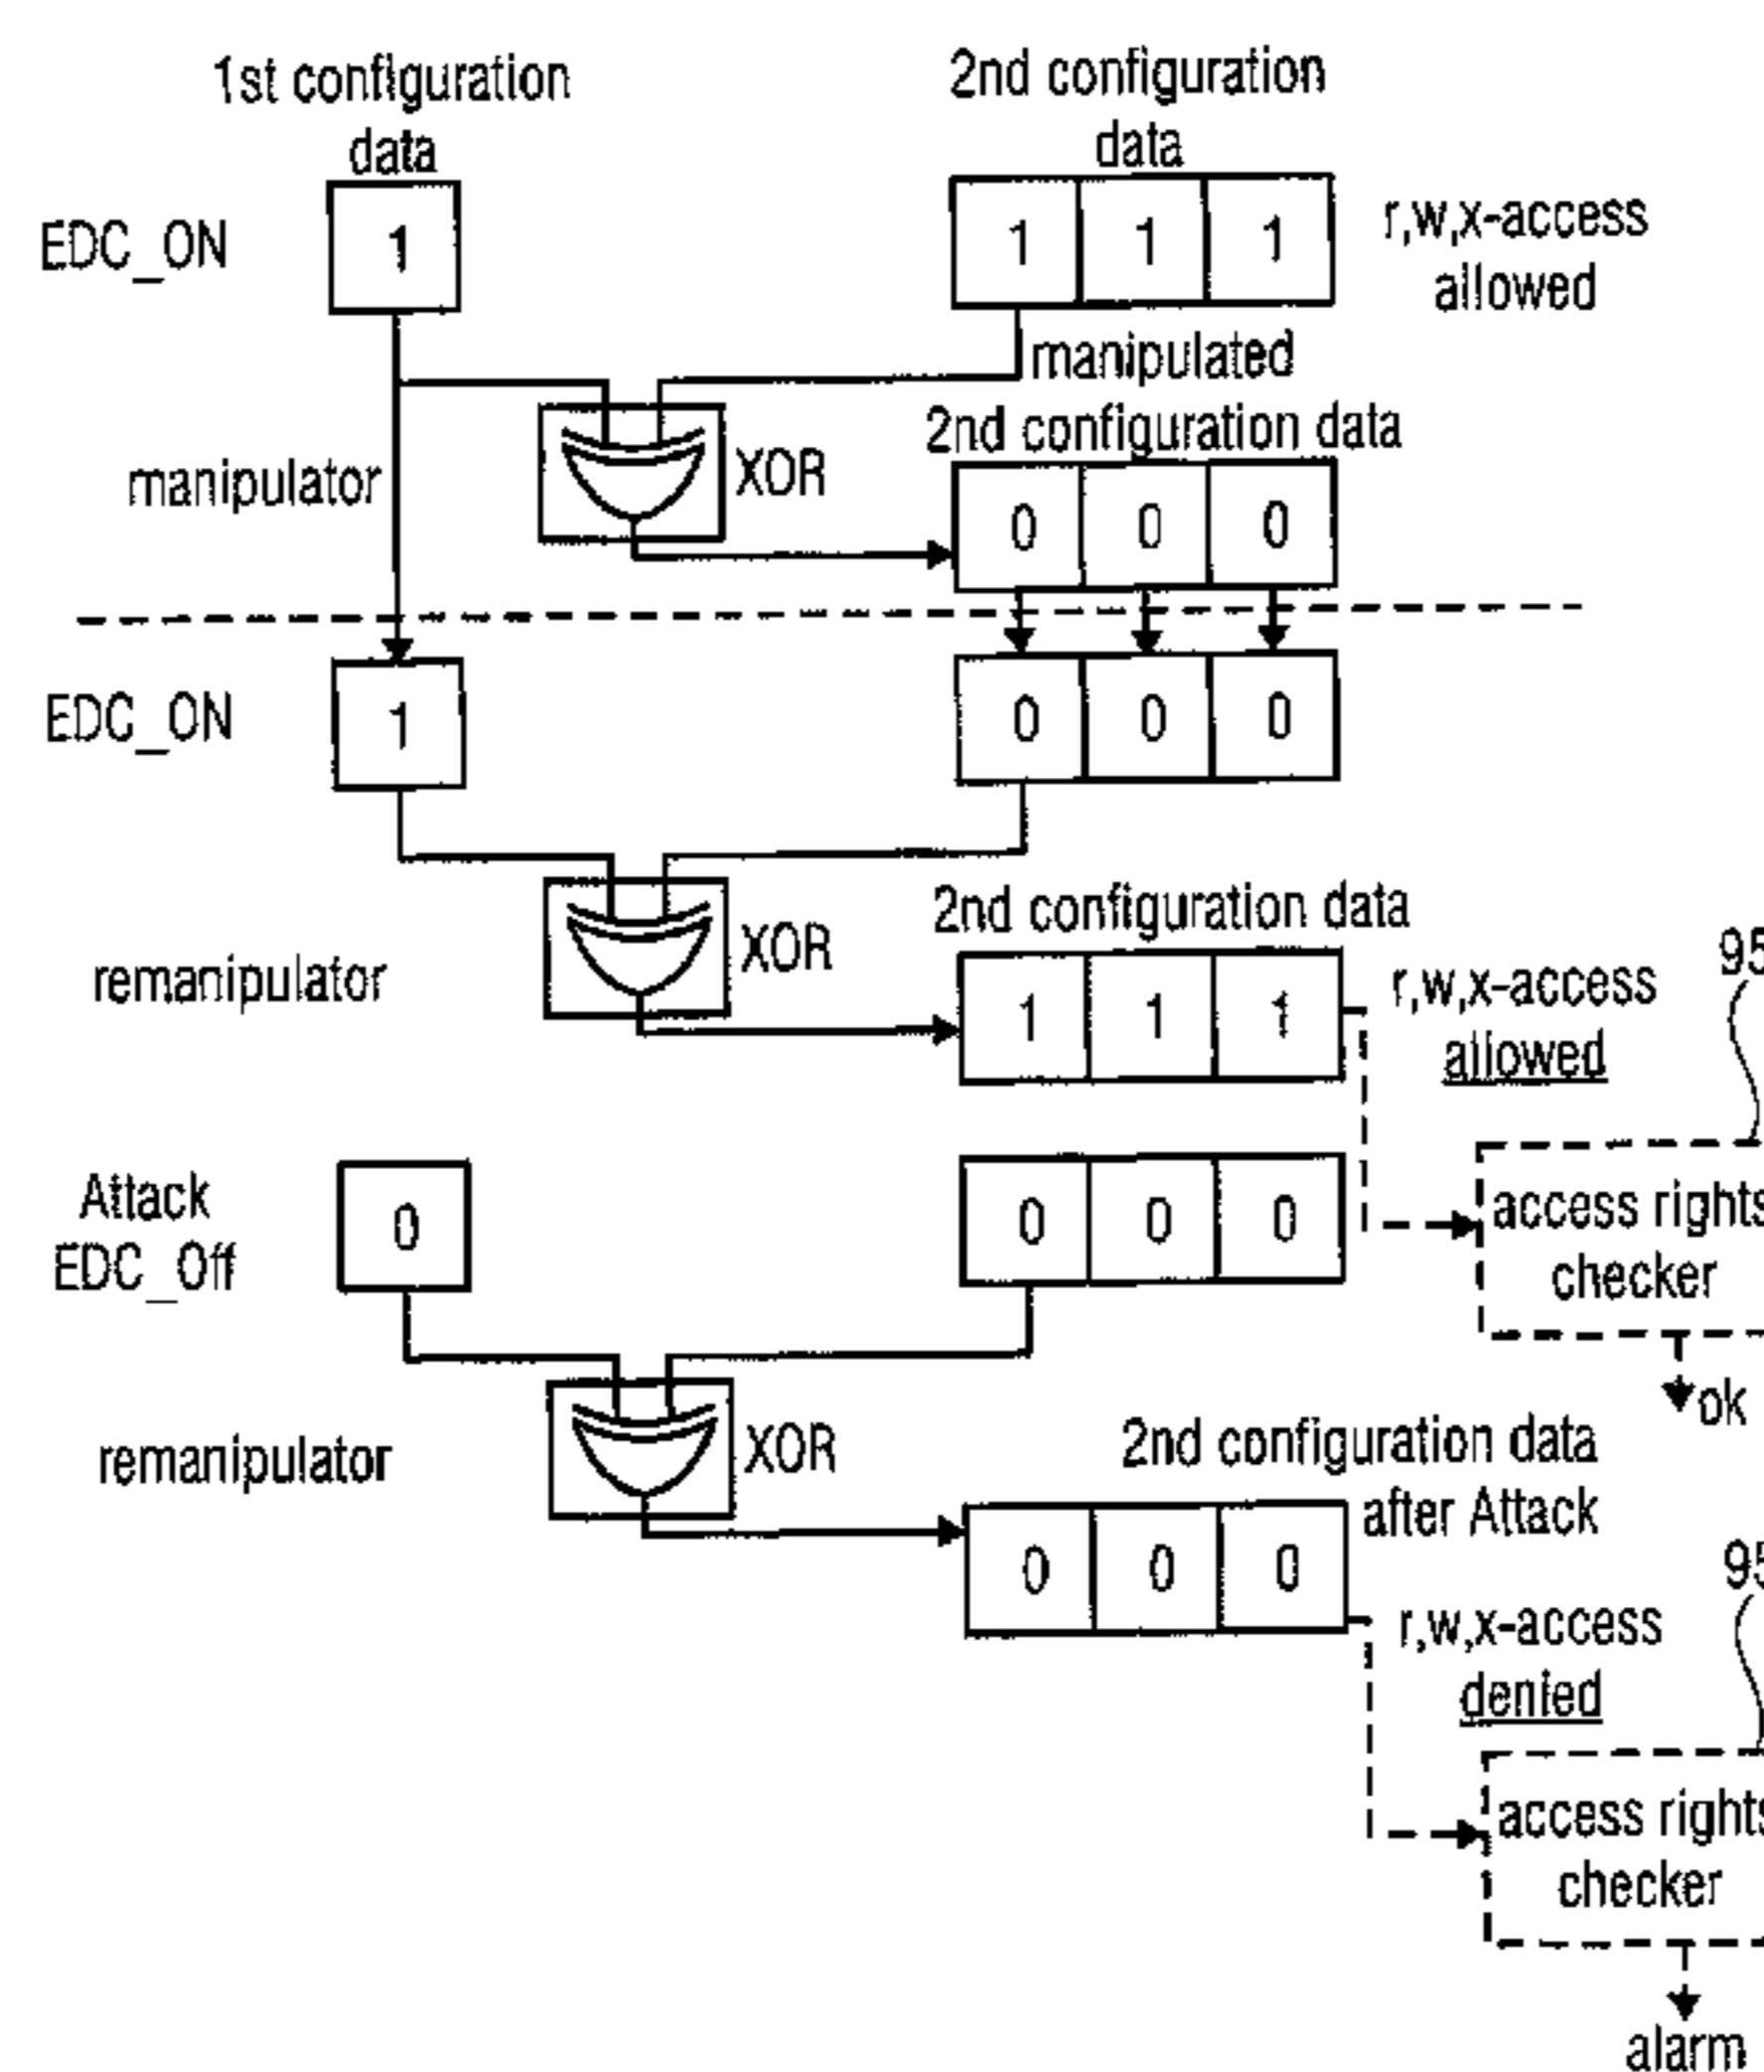 1st configuration
data
2nd configuration
data
EDC_ON
1
1 1 1
r,w,x-access
allowed
manipulated
2nd configuration data
manipulator
XOR
0 0 0
EDC_ON
1
0 0 0
2nd configuration data
remanipulator
XOR
1 1 1
r,w,x-access
allowed
95
Attack
EDC_Off
0
0 0 0
access rights
checker
ok
remanipulator
XOR
2nd configuration data
after Attack
0 0 0
r,w,x-access
denied
95
access rights
checker
alarm